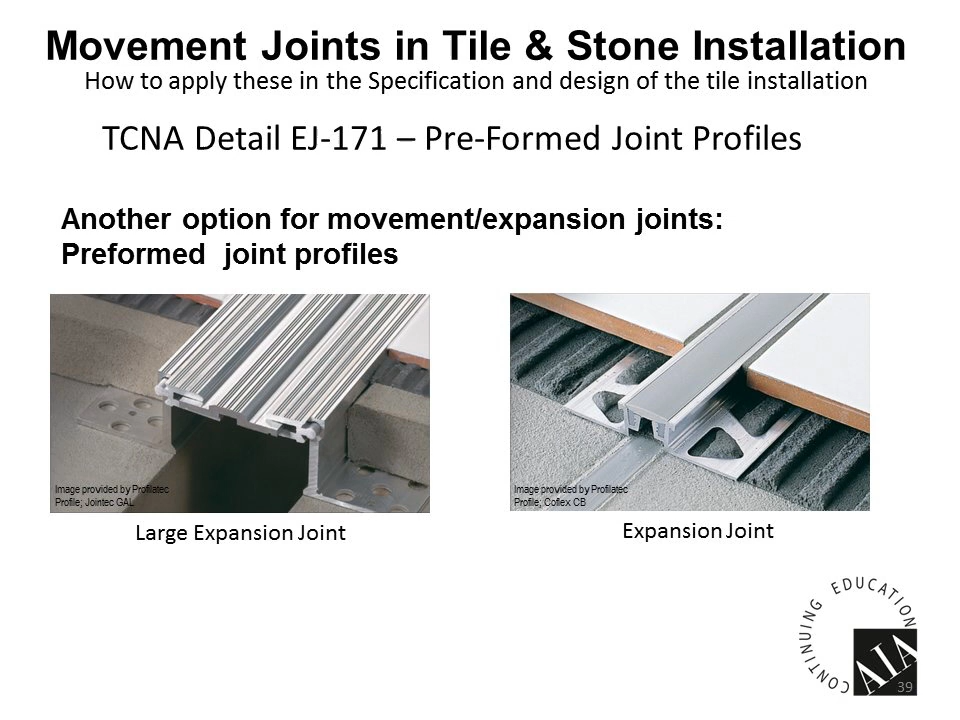 Movement Joints in Tile & Stone Installation
How to apply these in the Specification and design of the tile installation
TCNA Detail EJ-171 – Pre-Formed Joint Profiles
Another option for movement/expansion joints:
Preformed joint profiles
Image provided by Profilatec
Profile; Jointec GAL
Image provided by Profilatec
Profile; Coflex CB
Large Expansion Joint
Expansion Joint
CONTINUING EDUCATION
AIA
39